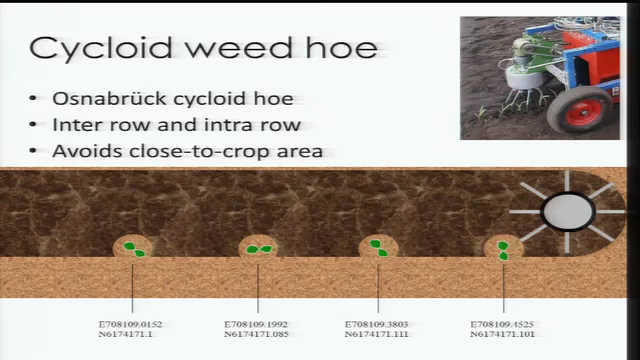 Cycloid weed hoe
• Osnabrück cycloid hoe
• Inter row and intra row
• Avoids close-to-crop area
E708109.0152
N6174171.1
E708109.1992
N6174171.085
E708109.3803
N6174171.111
E708109.4525
N6174171.101